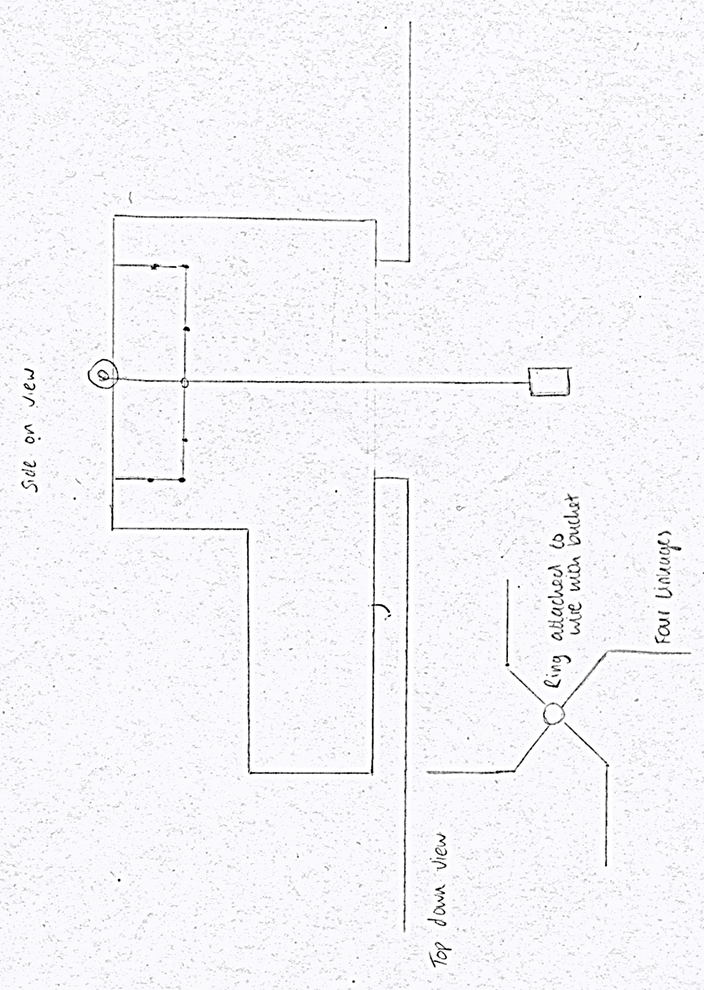 Side on view
Ring attached to
wire with bucket
Four linkages
Top down view